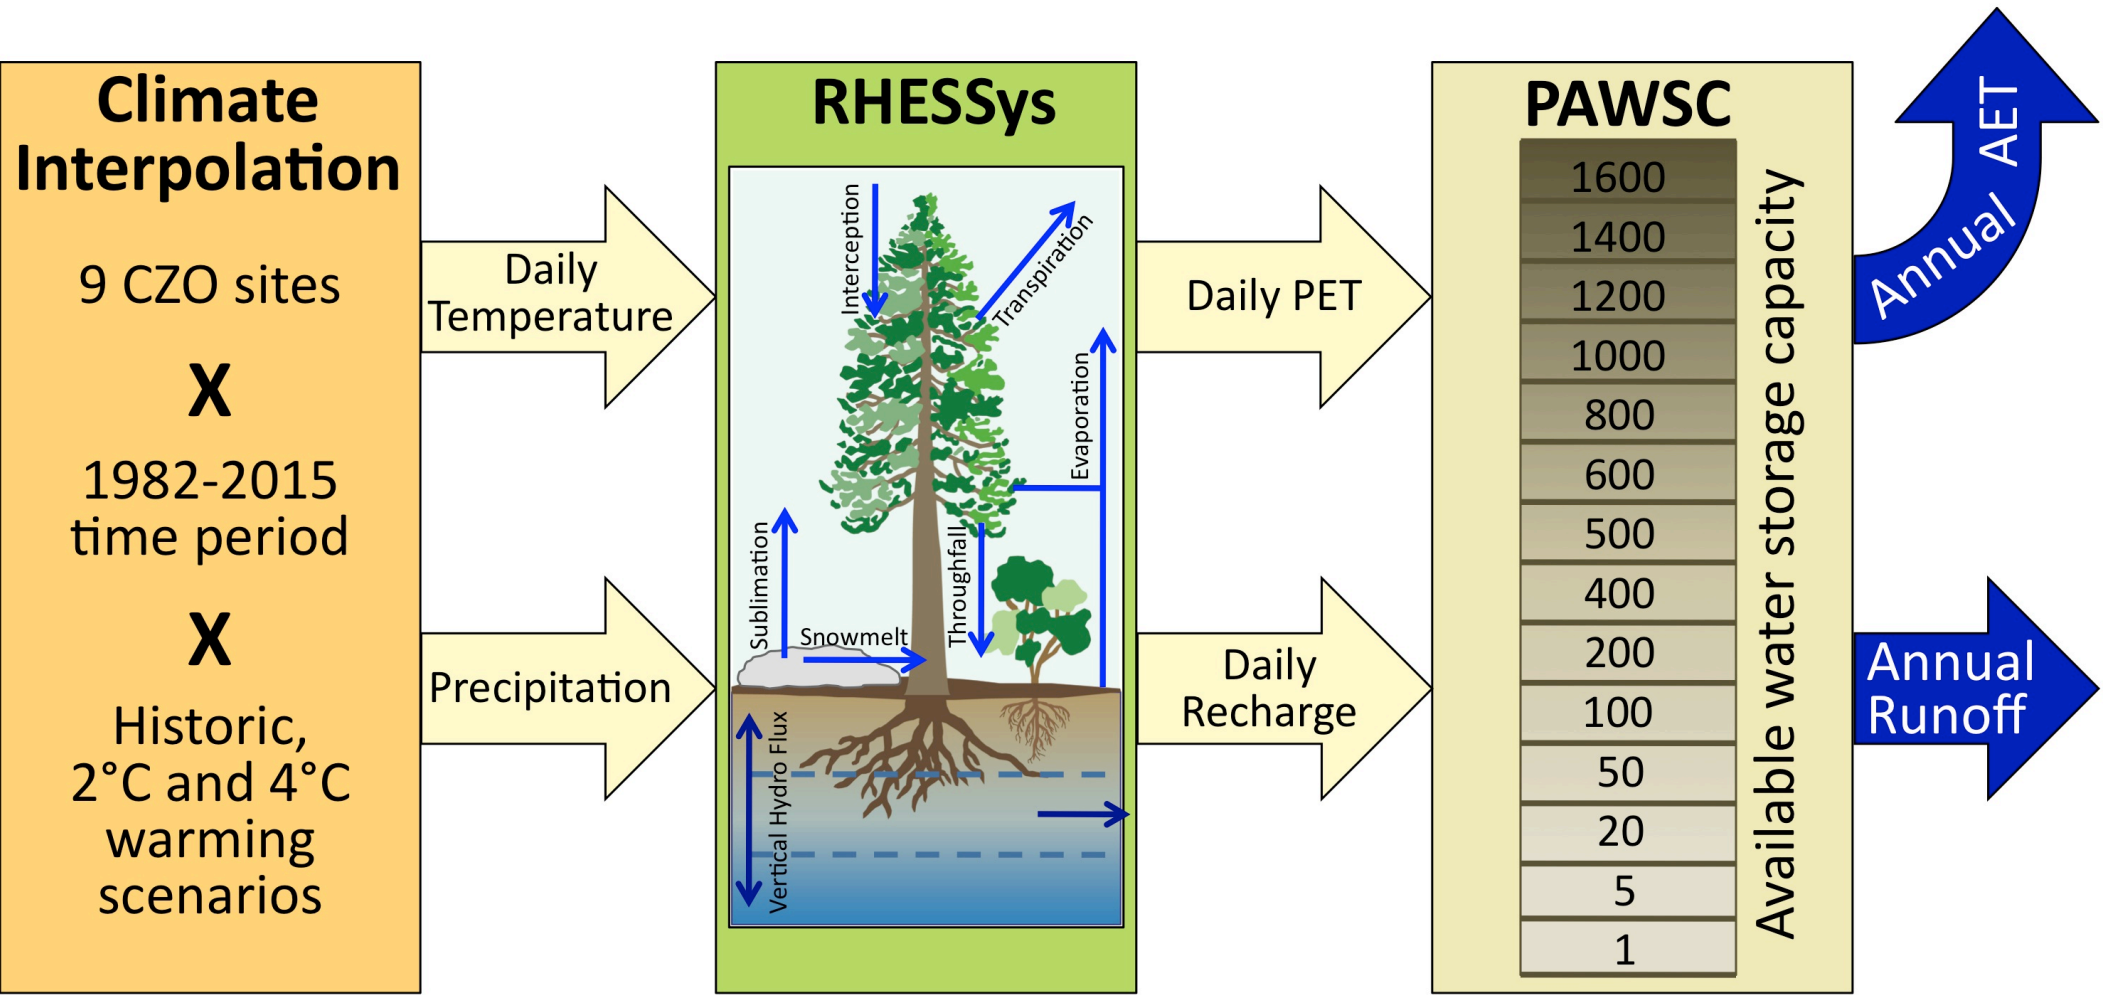 Climate
Interpolation
9 CZO sites
X
1982-2015
time period
X
Historic,
2°C and 4°C
warming
scenarios
Daily
Temperature
Precipitation
RHESSys
Interception
Transpiration
Evaporation
Sublimation
Snowmelt
Throughfall
Vertical Hydro Flux
Daily PET
Daily
Recharge
PAWSC
1600
1400
1200
1000
800
600
500
400
200
100
50
20
5
1
Available water storage capacity
Annual AET
Annual
Runoff